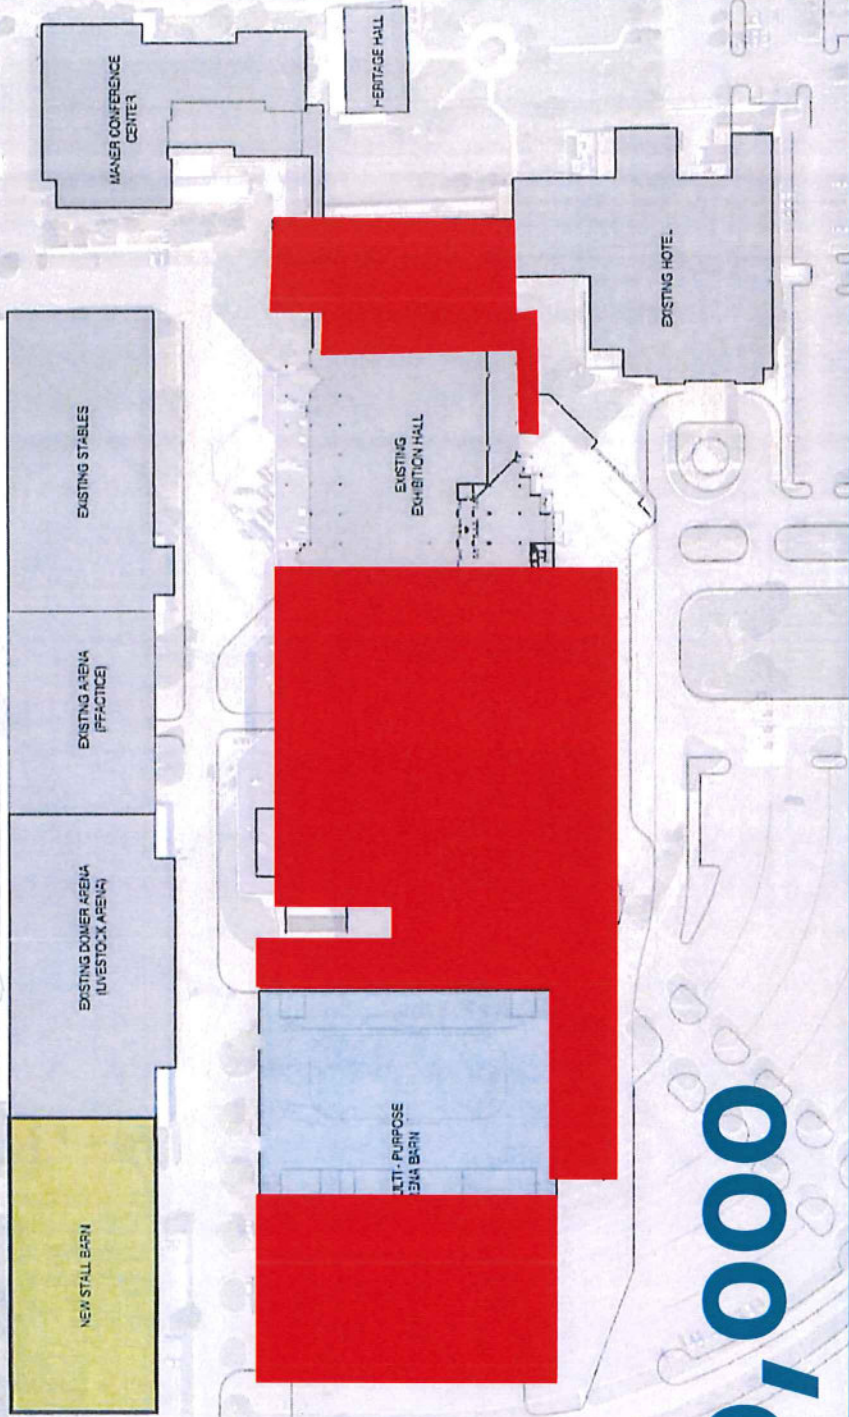 MANER CONFERENCE
CENTER
HERITAGE HALL
EXISTING HOTEL
EXISTING STABLES
EXISTING
EXHIBITION HALL
EXISTING ARENA
(PRACTICE)
EXISTING DOMER ARENA
(LIVESTOCK ARENA)
ULTI - PURPOSE
ENA BARN
NEW STALL BARN
,000